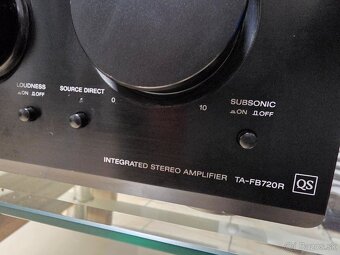 LOUDNESS
ON OFF
SOURCE DIRECT
0
10
SUBSONIC
ON OFF
INTEGRATED STEREO AMPLIFIER TA-FB720R
QS